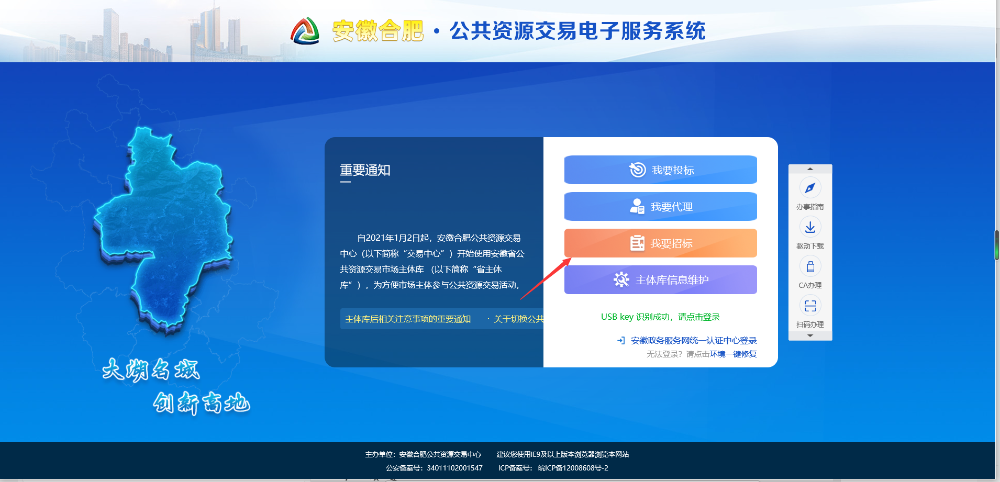 安徽合肥·公共资源交易电子服务系统
重要通知
自2021年1月2日起，安徽合肥公共资源交易
中心（以下简称“交易中心”）开始使用安徽省公
共资源交易市场主体库 （以下简称“省主体
库”），为方便市场主体参与公共资源交易活动，
主体库后相关注意事项的重要通知 · 关于切换公共
我要投标
我要代理
我要招标
主体库信息维护
USB key 识别成功，请点击登录
安徽政务服务网统一认证中心登录
无法登录？请点击环境一键修复
办事指南
驱动下载
CA办理
扫码办理
大湖名城
创新高地
主办单位：安徽合肥公共资源交易中心 建议您使用IE9及以上版本浏览器浏览本网站
公安备案号：34011102001547 ICP备案号： 皖ICP备12008608号-2